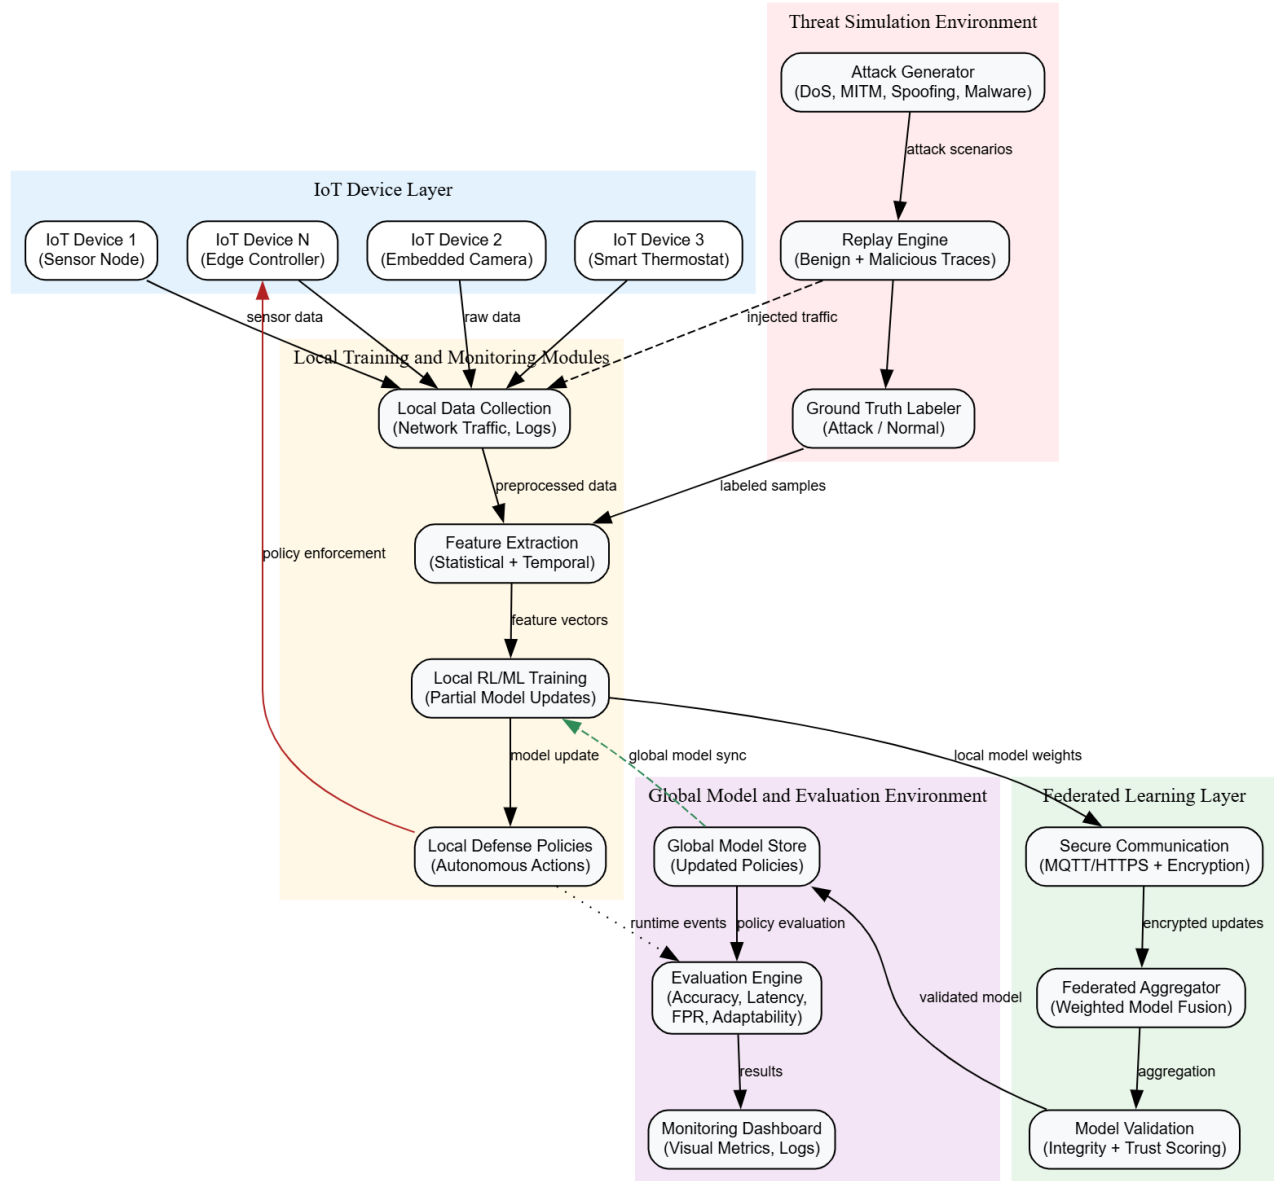 Threat Simulation Environment
Attack Generator
(DoS, MITM, Spoofing, Malware)
attack scenarios
IoT Device Layer
IoT Device 1
(Sensor Node)
IoT Device N
(Edge Controller)
IoT Device 2
(Embedded Camera)
IoT Device 3
(Smart Thermostat)
Replay Engine
(Benign + Malicious Traces)
sensor data
raw data
injected traffic
Local Training and Monitoring Modules
Local Data Collection
(Network Traffic, Logs)
Ground Truth Labeler
(Attack / Normal)
preprocessed data
labeled samples
Feature Extraction
(Statistical + Temporal)
policy enforcement
feature vectors
Local RL/ML Training
(Partial Model Updates)
model update
global model sync
local model weights
Global Model and Evaluation Environment
Federated Learning Layer
Local Defense Policies
(Autonomous Actions)
Global Model Store
(Updated Policies)
Secure Communication
(MQTT/HTTPS + Encryption)
runtime events
policy evaluation
encrypted updates
Evaluation Engine
(Accuracy, Latency,
FPR, Adaptability)
validated model
Federated Aggregator
(Weighted Model Fusion)
results
aggregation
Monitoring Dashboard
(Visual Metrics, Logs)
Model Validation
(Integrity + Trust Scoring)